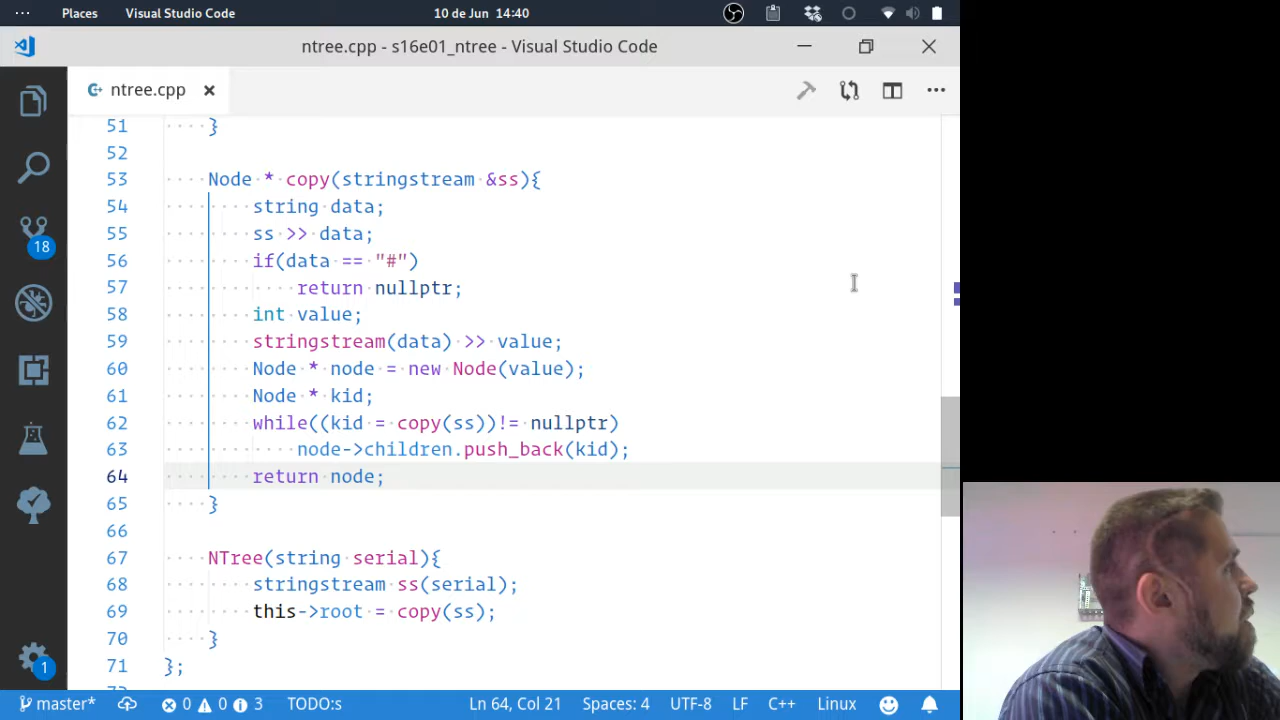 ··· Places Visual Studio Code 10 de Jun 14:40
ntree.cpp - s16e01_ntree - Visual Studio Code
ntree.cpp
51 }
52
53 Node * copy(stringstream &ss){
54 string data;
55 ss >> data;
56 if(data == "#")
57 return nullptr;
58 int value;
59 stringstream(data) >> value;
60 Node * node = new Node(value);
61 Node * kid;
62 while((kid = copy(ss))!= nullptr)
63 node->children.push_back(kid);
64 return node;
65 }
66
67 NTree(string serial){
68 stringstream ss(serial);
69 this->root = copy(ss);
70 }
71 };
18
1
master* 0 0 3 TODO:s Ln 64, Col 21 Spaces: 4 UTF-8 LF C++ Linux